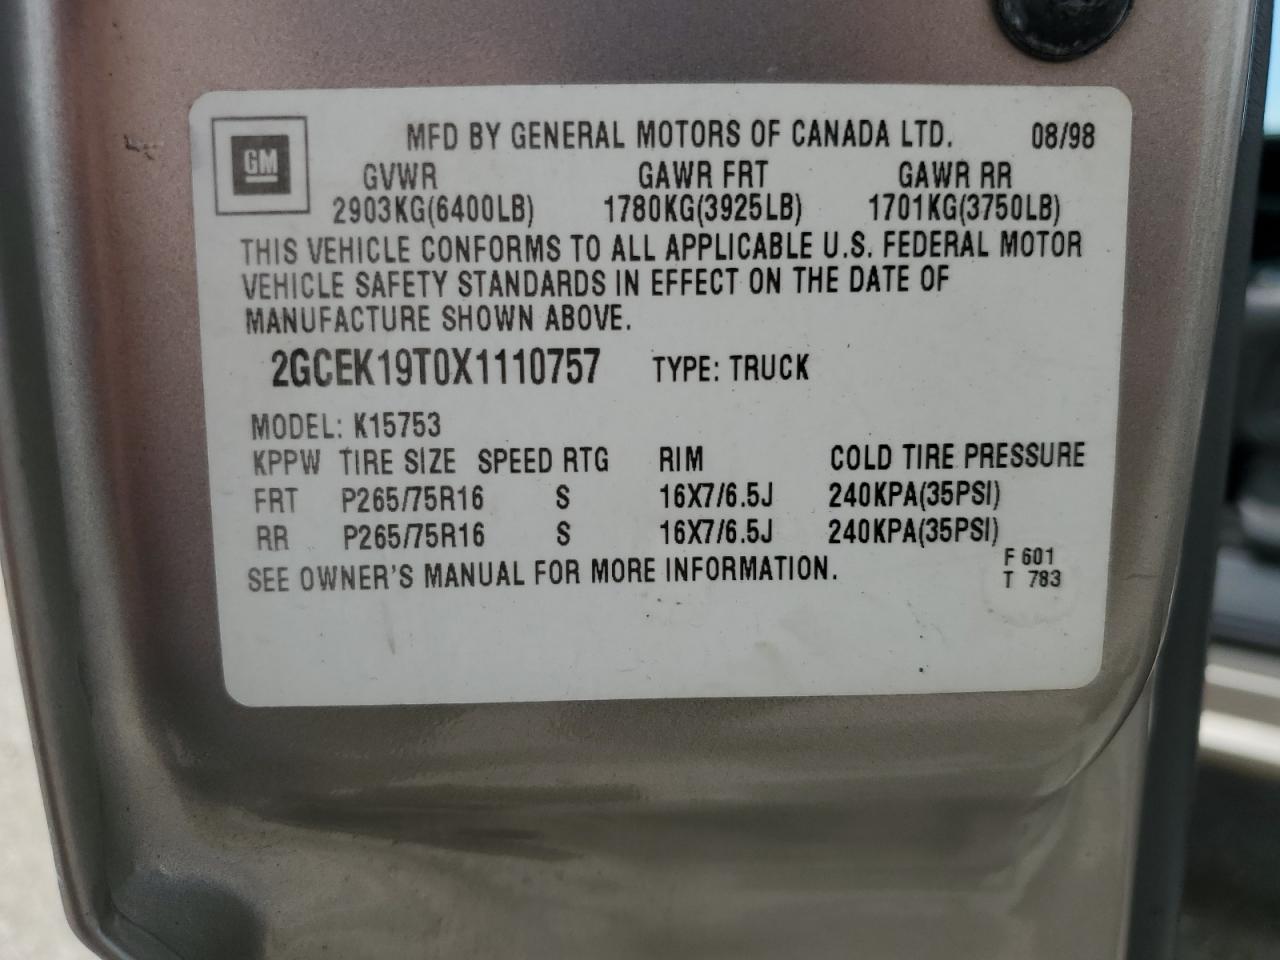 GM
MFD BY GENERAL MOTORS OF CANADA LTD. 08/98
GVWR GAWR FRT GAWR RR
2903KG(6400LB) 1780KG(3925LB) 1701KG(3750LB)
THIS VEHICLE CONFORMS TO ALL APPLICABLE U.S. FEDERAL MOTOR
VEHICLE SAFETY STANDARDS IN EFFECT ON THE DATE OF
MANUFACTURE SHOWN ABOVE.
2GCEK19T0X1110757 TYPE: TRUCK
MODEL: K15753
KPPW TIRE SIZE SPEED RTG RIM COLD TIRE PRESSURE
FRT P265/75R16 S 16X7/6.5J 240KPA(35PSI)
RR P265/75R16 S 16X7/6.5J 240KPA(35PSI)
SEE OWNER'S MANUAL FOR MORE INFORMATION.
F 601
T 783